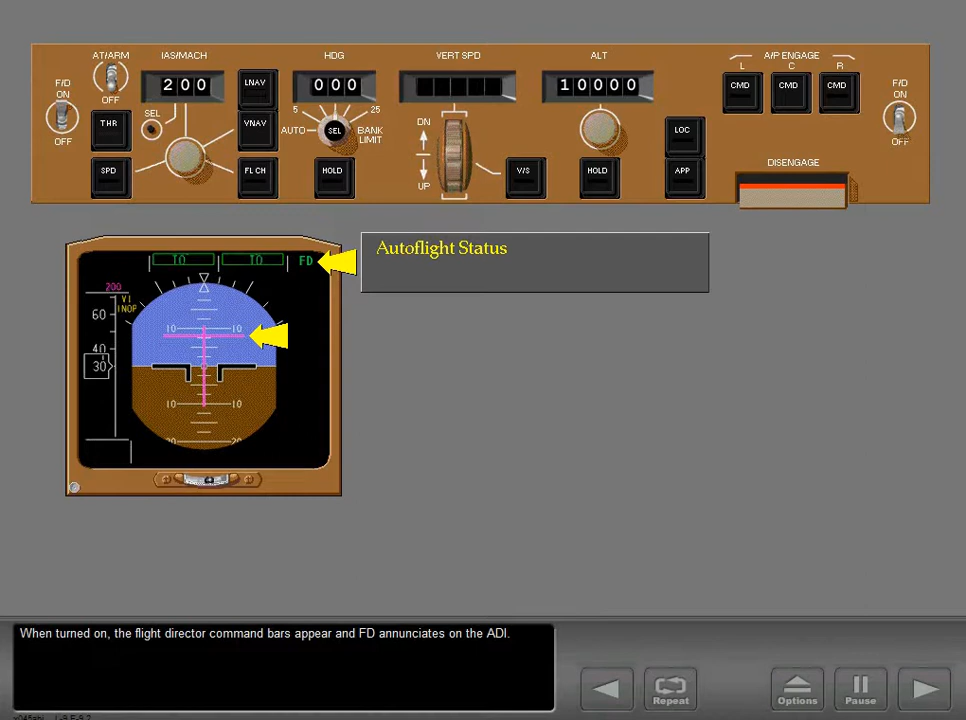 AT/ARM
IAS/MACH
HDG
VERT SPD
ALT
A/P ENGAGE
L
C
R
F/D
ON
OFF
OFF
200
LNAV
000
10000
CMD
CMD
CMD
F/D
ON
OFF
SEL
THR
VNAV
5
25
AUTO
SEL
BANK
LIMIT
DN
UP
LOC
SPD
FL CH
HOLD
V/S
HOLD
APP
DISENGAGE
Autoflight Status
TO
TO
FD
200
V1
INOP
60
40
30
10
10
10
10
20
20
When turned on, the flight director command bars appear and FD annunciates on the ADI.
Repeat
Options
Pause